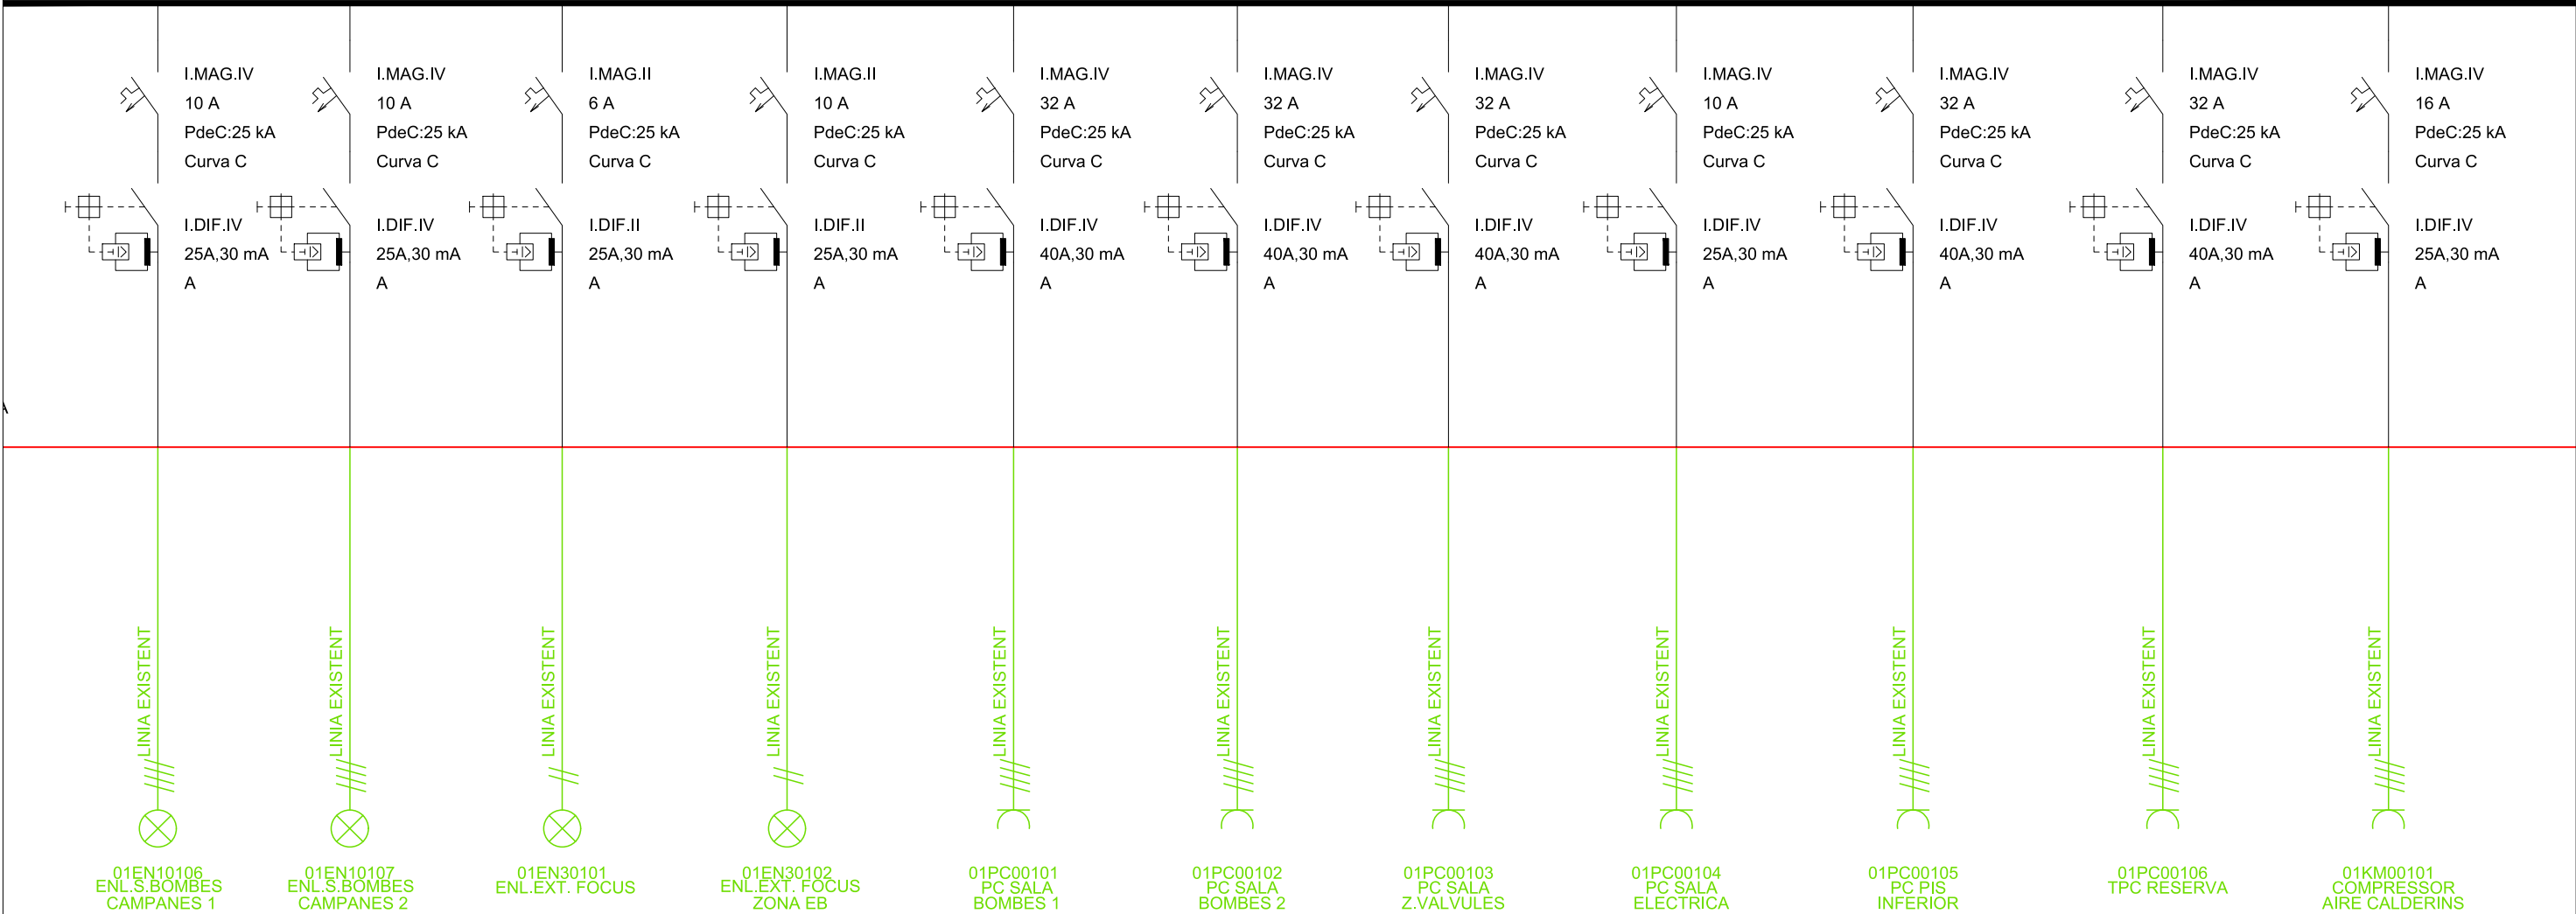 I.MAG.IV
10 A
PdeC:25 kA
Curva C
I.DIF.IV
25A,30 mA
A
LINIA EXISTENT
01EN10106
ENL.S.BOMBES
CAMPANES 1
I.MAG.IV
10 A
PdeC:25 kA
Curva C
I.DIF.IV
25A,30 mA
A
LINIA EXISTENT
01EN10107
ENL.S.BOMBES
CAMPANES 2
I.MAG.II
6 A
PdeC:25 kA
Curva C
I.DIF.II
25A,30 mA
A
LINIA EXISTENT
01EN30101
ENL.EXT. FOCUS
I.MAG.II
10 A
PdeC:25 kA
Curva C
I.DIF.II
25A,30 mA
A
LINIA EXISTENT
01EN30102
ENL.EXT. FOCUS
ZONA EB
I.MAG.IV
32 A
PdeC:25 kA
Curva C
I.DIF.IV
40A,30 mA
A
LINIA EXISTENT
01PC00101
PC SALA
BOMBES 1
I.MAG.IV
32 A
PdeC:25 kA
Curva C
I.DIF.IV
40A,30 mA
A
LINIA EXISTENT
01PC00102
PC SALA
BOMBES 2
I.MAG.IV
32 A
PdeC:25 kA
Curva C
I.DIF.IV
40A,30 mA
A
LINIA EXISTENT
01PC00103
PC SALA
Z.VALVULES
I.MAG.IV
10 A
PdeC:25 kA
Curva C
I.DIF.IV
25A,30 mA
A
LINIA EXISTENT
01PC00104
PC SALA
ELECTRICA
I.MAG.IV
32 A
PdeC:25 kA
Curva C
I.DIF.IV
40A,30 mA
A
LINIA EXISTENT
01PC00105
PC PIS
INFERIOR
I.MAG.IV
32 A
PdeC:25 kA
Curva C
I.DIF.IV
40A,30 mA
A
LINIA EXISTENT
01PC00106
TPC RESERVA
I.MAG.IV
16 A
PdeC:25 kA
Curva C
I.DIF.IV
25A,30 mA
A
LINIA EXISTENT
01KM00101
COMPRESSOR
AIRE CALDERINS